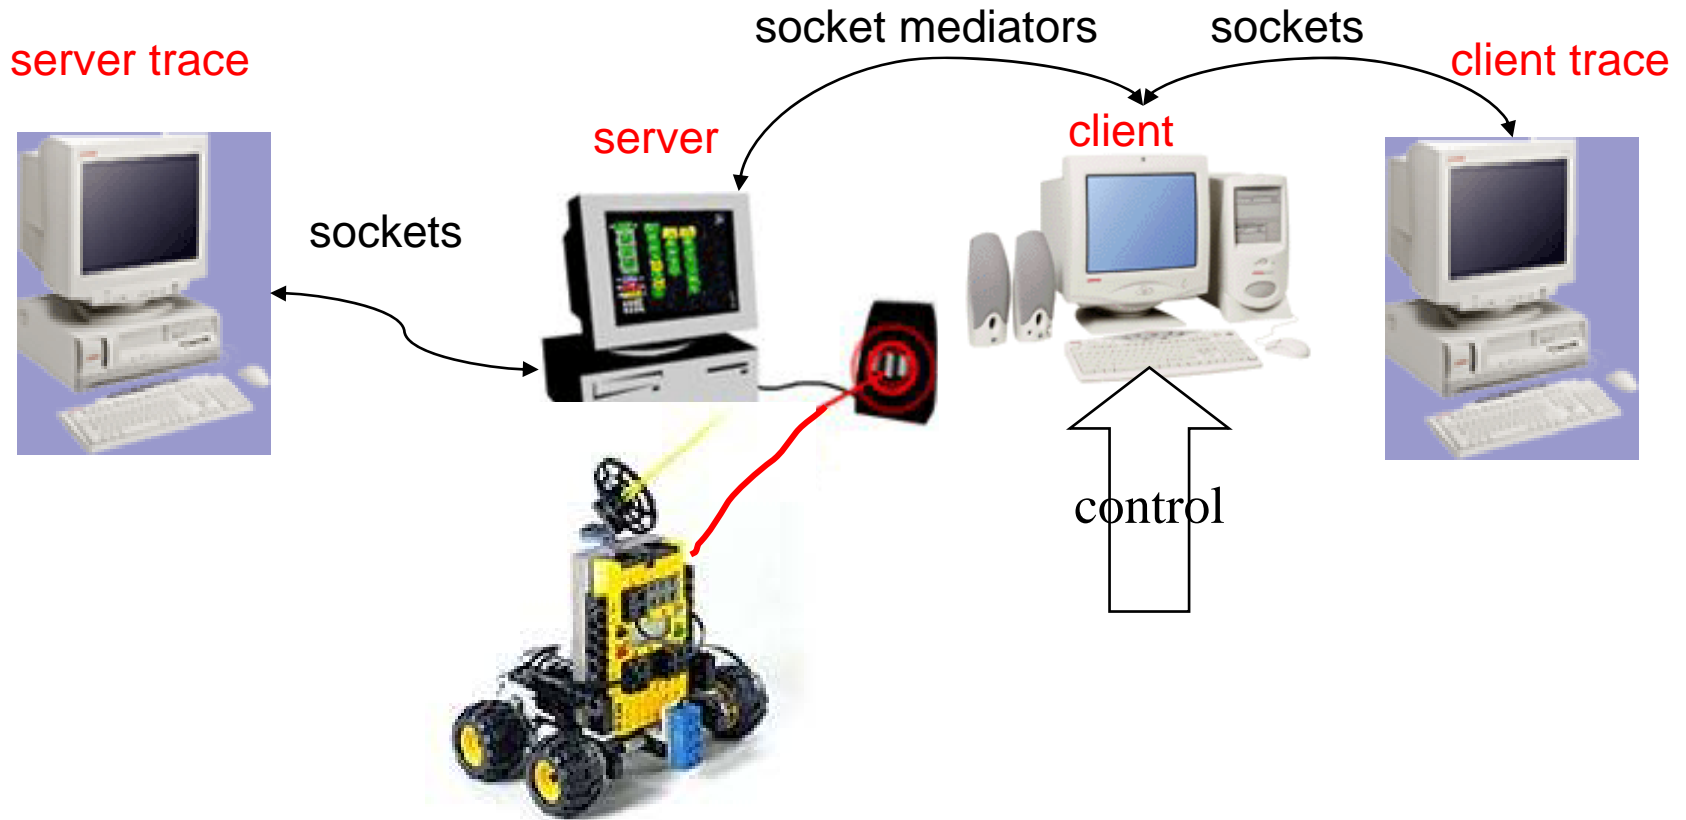 socket mediators
sockets
server trace
client trace
server
client
sockets
control